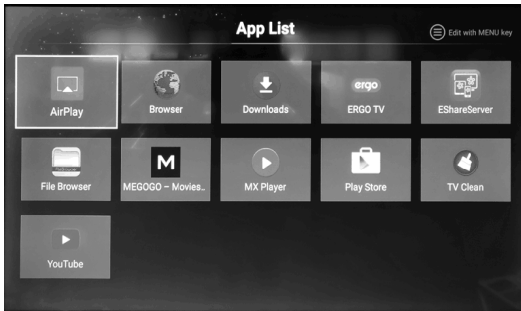 App List
Edit with MENU key
AirPlay
Browser
Downloads
ergo
ERGO TV
EShareServer
File Browser
M
MEGOGO – Movies..
MX Player
Play Store
TV Clean
YouTube